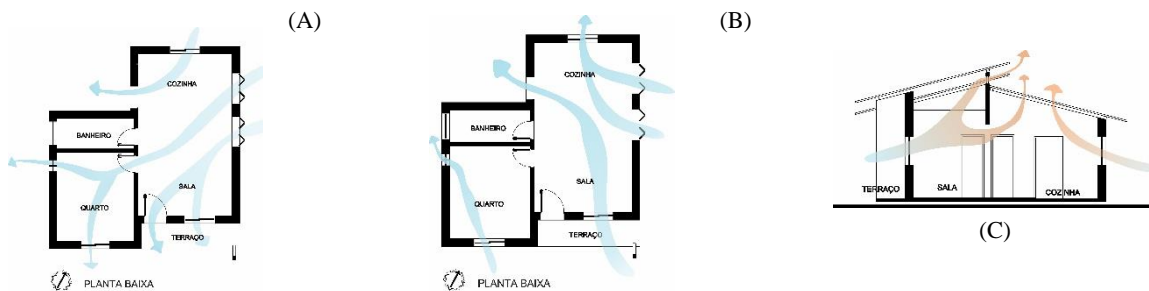 (A)
COZINHA
BANHEIRO
SALA
QUARTO
TERRAÇO
PLANTA BAIXA
(B)
COZINHA
BANHEIRO
SALA
QUARTO
TERRAÇO
PLANTA BAIXA
TERRAÇO SALA COZINHA
(C)